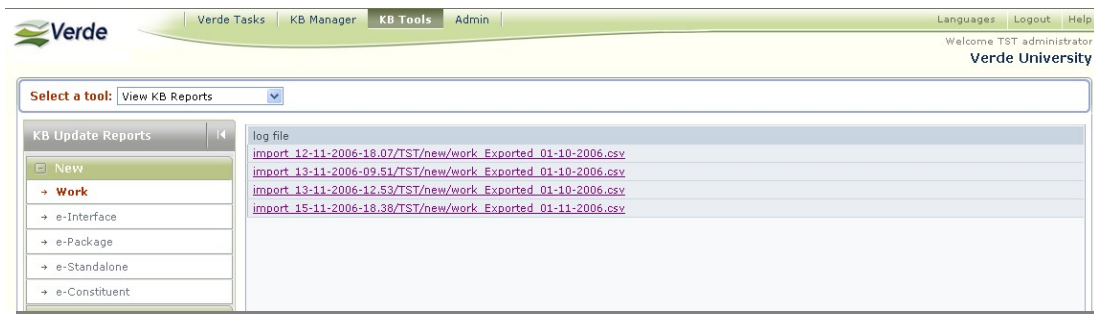 Verde
Verde Tasks KB Manager KB Tools Admin
Languages Logout Help
Welcome TST administrator
Verde University
Select a tool: View KB Reports
KB Update Reports
New
Work
e-Interface
e-Package
e-Standalone
e-Constituent
log file
import_12-11-2006-18.07/TST/new/work_Exported_01-10-2006.csv
import_13-11-2006-09.51/TST/new/work_Exported_01-10-2006.csv
import_13-11-2006-12.53/TST/new/work_Exported_01-10-2006.csv
import_15-11-2006-18.38/TST/new/work_Exported_01-11-2006.csv